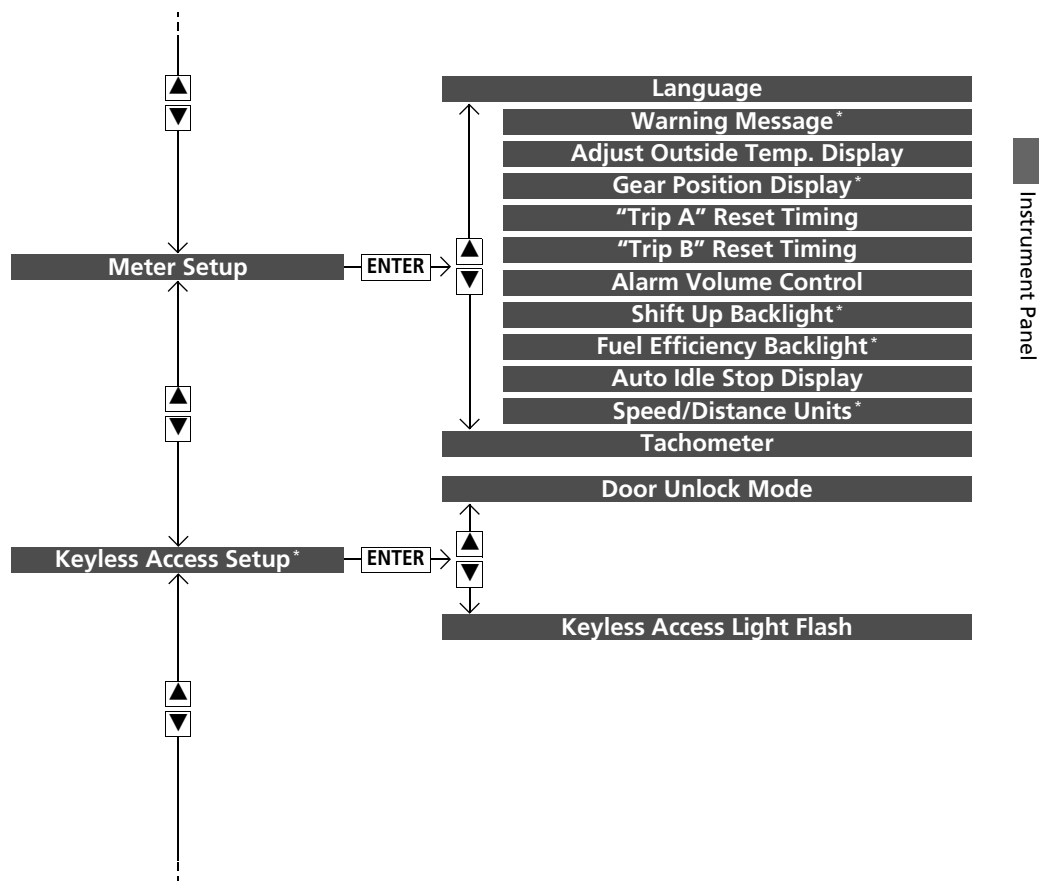 Language
Warning Message*
Adjust Outside Temp. Display
Gear Position Display*
“Trip A” Reset Timing
“Trip B” Reset Timing
Meter Setup
ENTER
Alarm Volume Control
Shift Up Backlight*
Fuel Efficiency Backlight*
Auto Idle Stop Display
Speed/Distance Units*
Tachometer
Door Unlock Mode
Keyless Access Setup*
ENTER
Keyless Access Light Flash
Instrument Panel